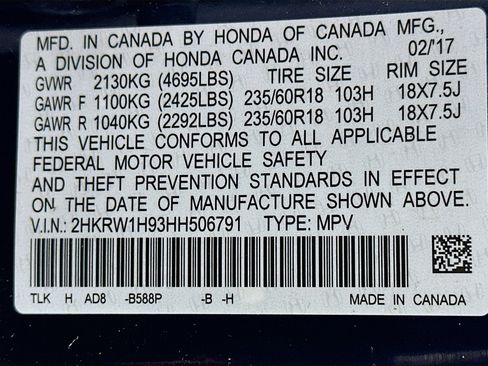 MFD. IN CANADA BY HONDA OF CANADA MFG.,
A DIVISION OF HONDA CANADA INC. 02/'17
GVWR 2130KG (4695LBS) TIRE SIZE RIM SIZE
GAWR F 1100KG (2425LBS) 235/60R18 103H 18X7.5J
GAWR R 1040KG (2292LBS) 235/60R18 103H 18X7.5J
THIS VEHICLE CONFORMS TO ALL APPLICABLE
FEDERAL MOTOR VEHICLE SAFETY
AND THEFT PREVENTION STANDARDS IN EFFECT
ON THE DATE OF MANUFACTURE SHOWN ABOVE.
V.I.N: 2HKRW1H93HH506791 TYPE: MPV
TLK H AD8 -B588P -B -H MADE IN CANADA